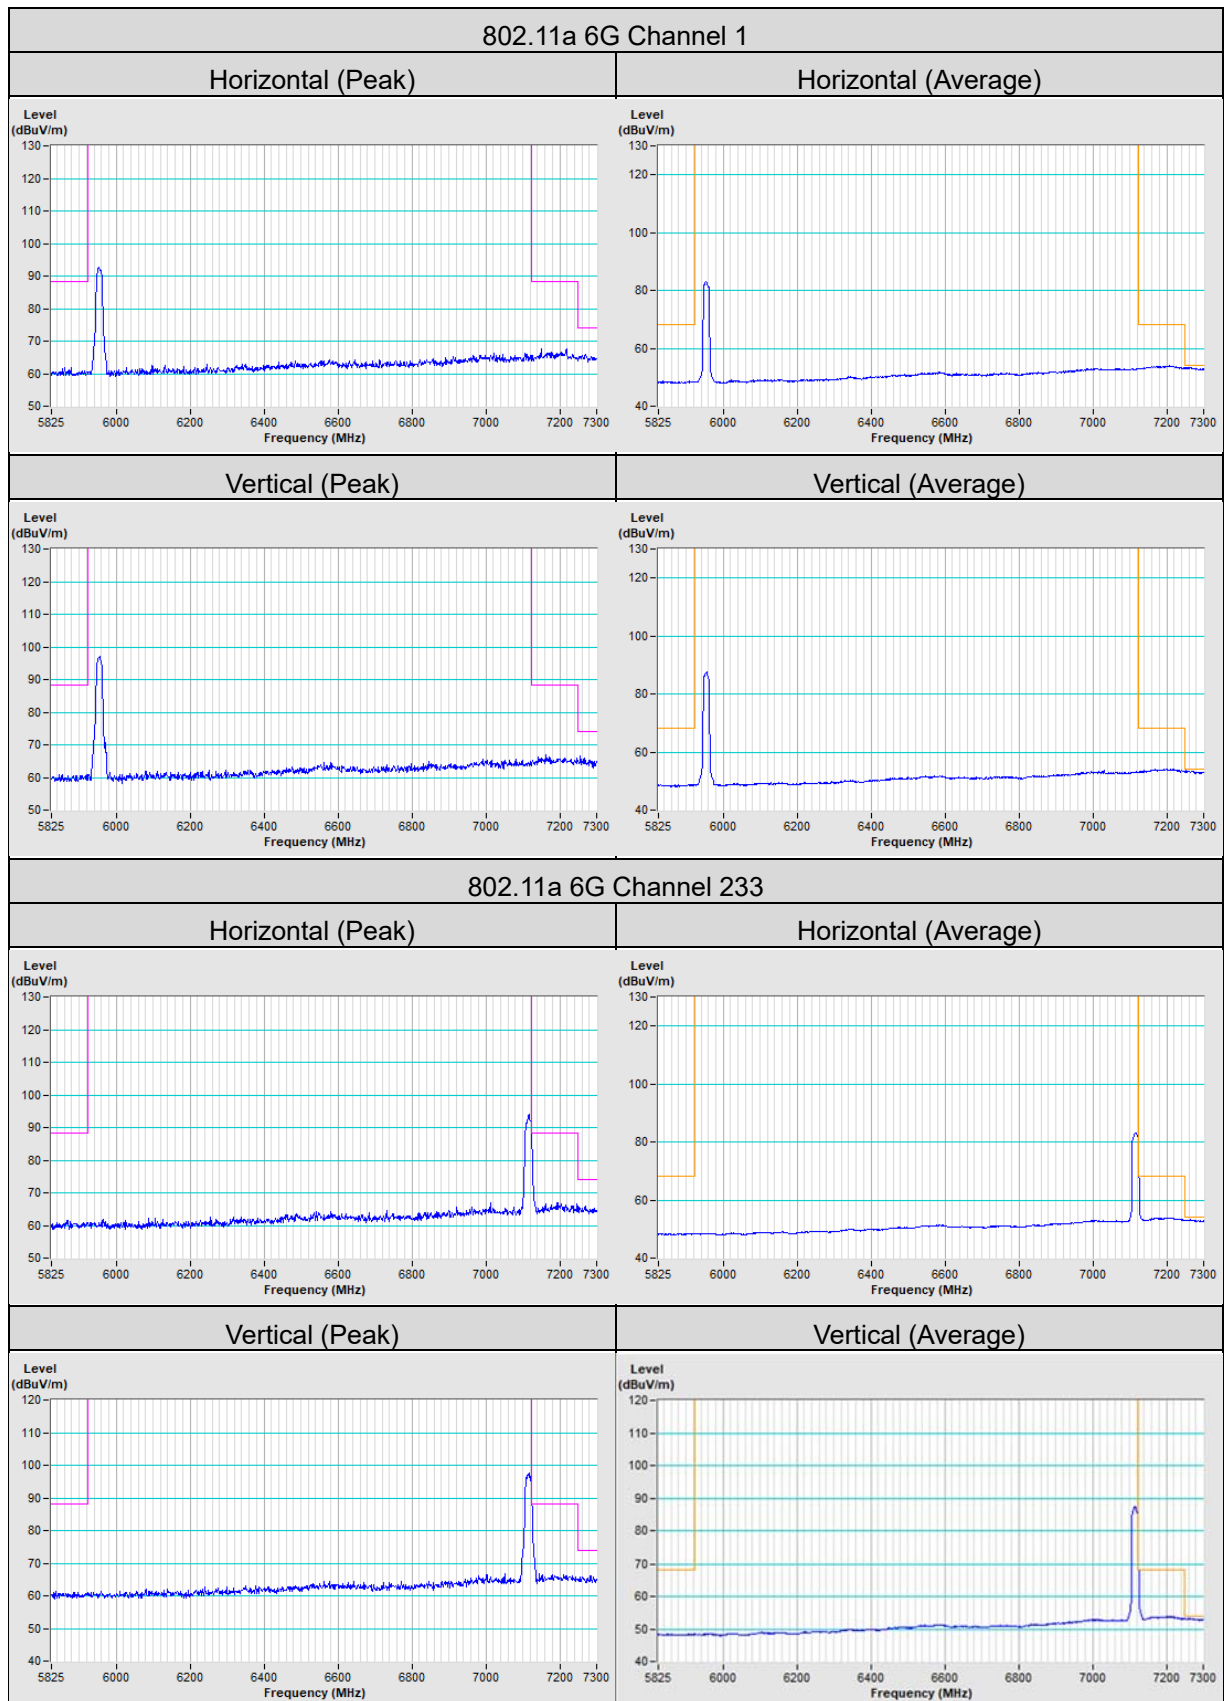 802.11a 6G Channel 1
Horizontal (Peak)
Horizontal (Average)
Level
(dBuV/m)
130
120
110
100
90
80
70
60
50
5825 6000 6200 6400 6600 6800 7000 7200 7300
Frequency (MHz)
Level
(dBuV/m)
130
120
100
80
60
40
5825 6000 6200 6400 6600 6800 7000 7200 7300
Frequency (MHz)
Vertical (Peak)
Vertical (Average)
Level
(dBuV/m)
130
120
110
100
90
80
70
60
50
5825 6000 6200 6400 6600 6800 7000 7200 7300
Frequency (MHz)
Level
(dBuV/m)
130
120
100
80
60
40
5825 6000 6200 6400 6600 6800 7000 7200 7300
Frequency (MHz)
802.11a 6G Channel 233
Horizontal (Peak)
Horizontal (Average)
Level
(dBuV/m)
130
120
110
100
90
80
70
60
50
5825 6000 6200 6400 6600 6800 7000 7200 7300
Frequency (MHz)
Level
(dBuV/m)
130
120
100
80
60
40
5825 6000 6200 6400 6600 6800 7000 7200 7300
Frequency (MHz)
Vertical (Peak)
Vertical (Average)
Level
(dBuV/m)
120
110
100
90
80
70
60
50
40
5825 6000 6200 6400 6600 6800 7000 7200 7300
Frequency (MHz)
Level
(dBuV/m)
120
110
100
90
80
70
60
50
40
5825 6000 6200 6400 6600 6800 7000 7200 7300
Frequency (MHz)